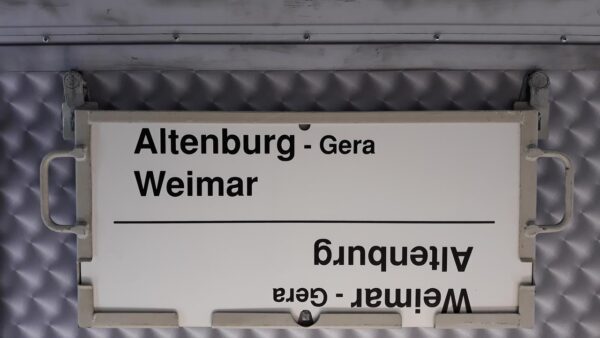 Altenburg - Gera
Weimar
Weimar - Gera
Altenburg